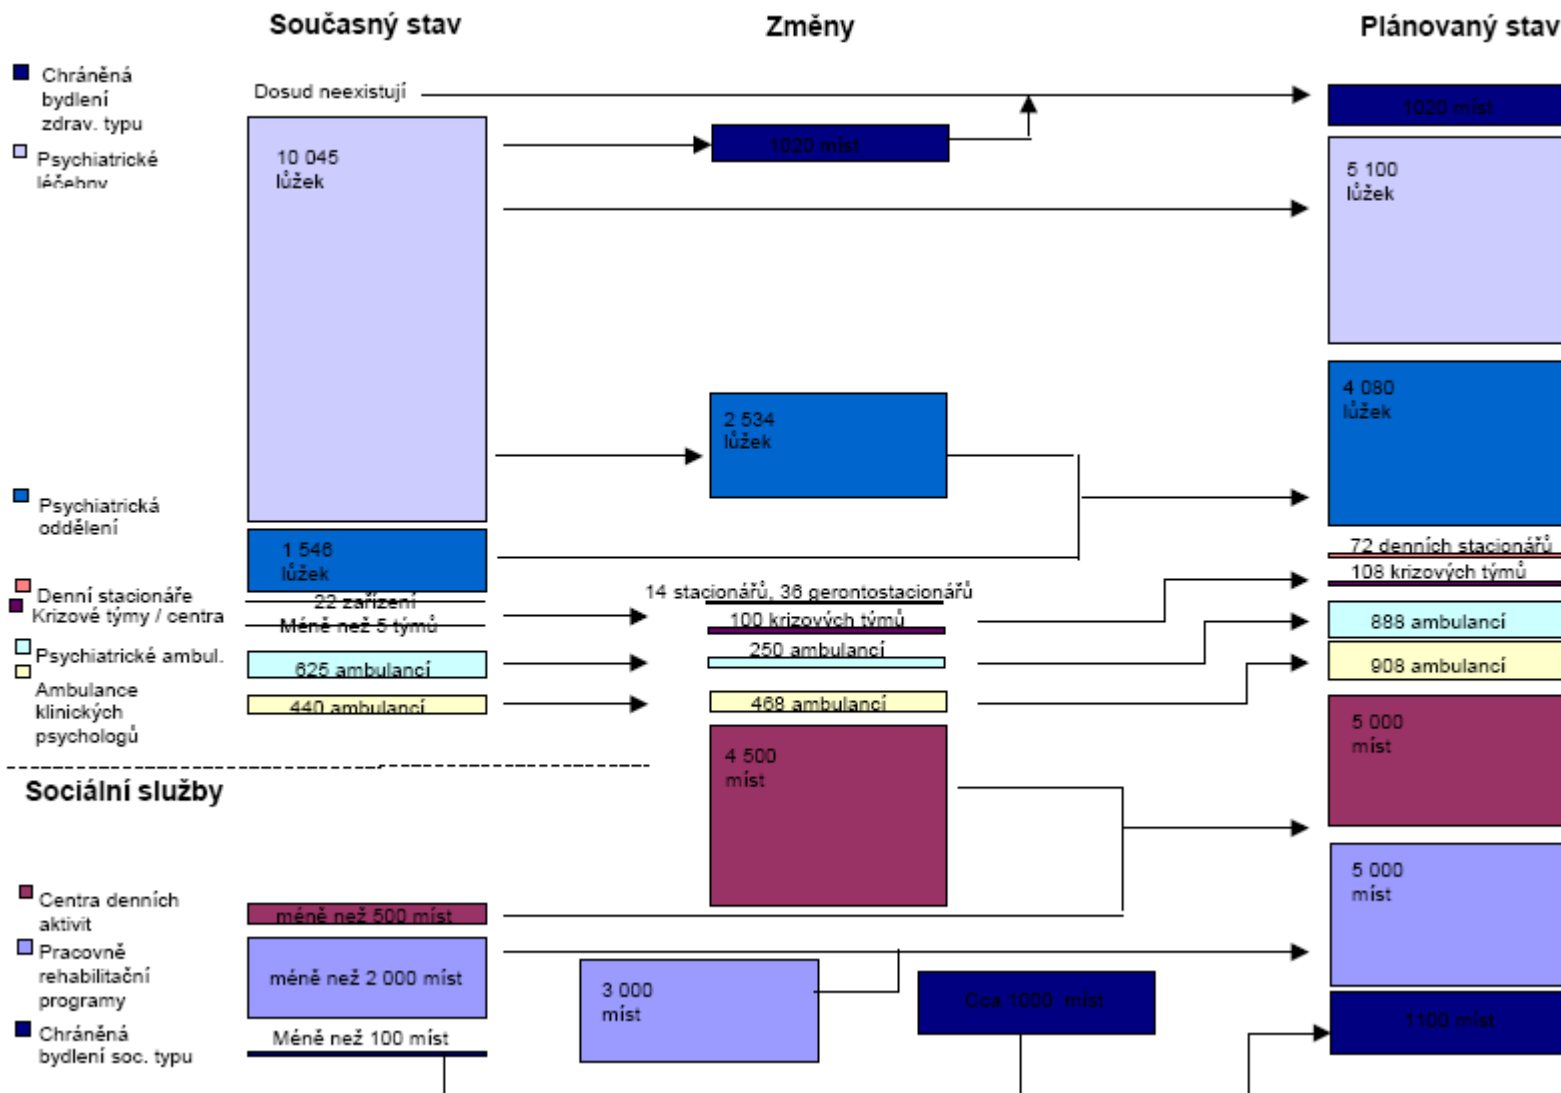 Současný stav
Změny
Plánovaný stav
Chráněná
bydlení
zdrav. typu
Dosud neexistují
1020 míst
1020 míst
Psychiatrické
léčebny
10 045
lůžek
5 100
lůžek
2 534
lůžek
4 080
lůžek
Psychiatrická
oddělení
1 546
lůžek
72 denních stacionářů
Denní stacionáře
22 zařízení
14 stacionářů, 36 gerontostacionářů
108 krizových týmů
Krizové týmy / centra
Méně než 5 týmů
100 krizových týmů
888 ambulancí
Psychiatrické ambul.
625 ambulancí
250 ambulancí
908 ambulancí
Ambulance
klinických
psychologů
440 ambulancí
468 ambulancí
4 500
míst
5 000
míst
Sociální služby
Centra denních
aktivit
méně než 500 míst
5 000
míst
Pracovně
rehabilitační
programy
méně než 2 000 míst
3 000
míst
Cca 1000 míst
1100 míst
Chráněná
bydlení soc. typu
Méně než 100 míst